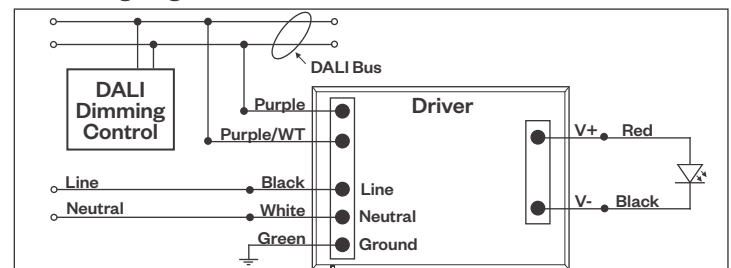 DALI Bus
DALI
Dimming
Control
Driver
Purple
Purple/WT
V+ Red
Line Black Line
V- Black
Neutral White Neutral
Green Ground